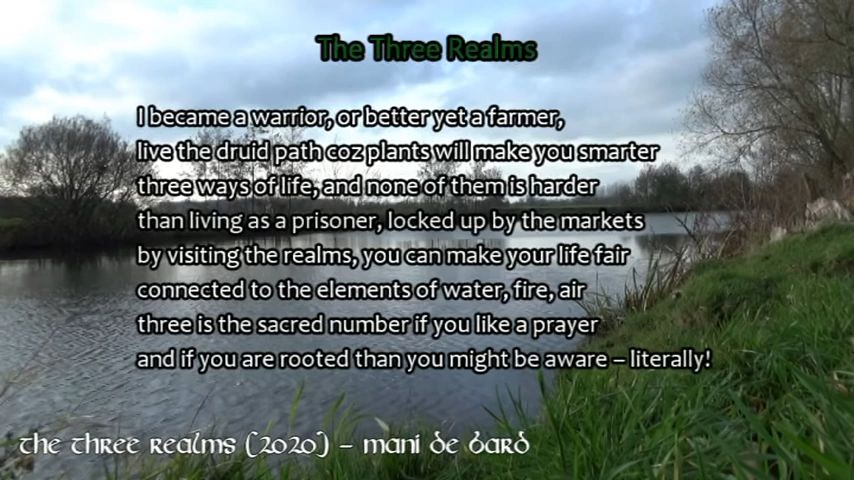 The Three Realms
I became a warrior, or better yet a farmer,
live the druid path coz plants will make you smarter
three ways of life, and none of them is harder
than living as a prisoner, locked up by the markets
by visiting the realms, you can make your life fair
connected to the elements of water, fire, air
three is the sacred number if you like a prayer
and if you are rooted than you might be aware – literally!
the three realms (2020) – mani de bard